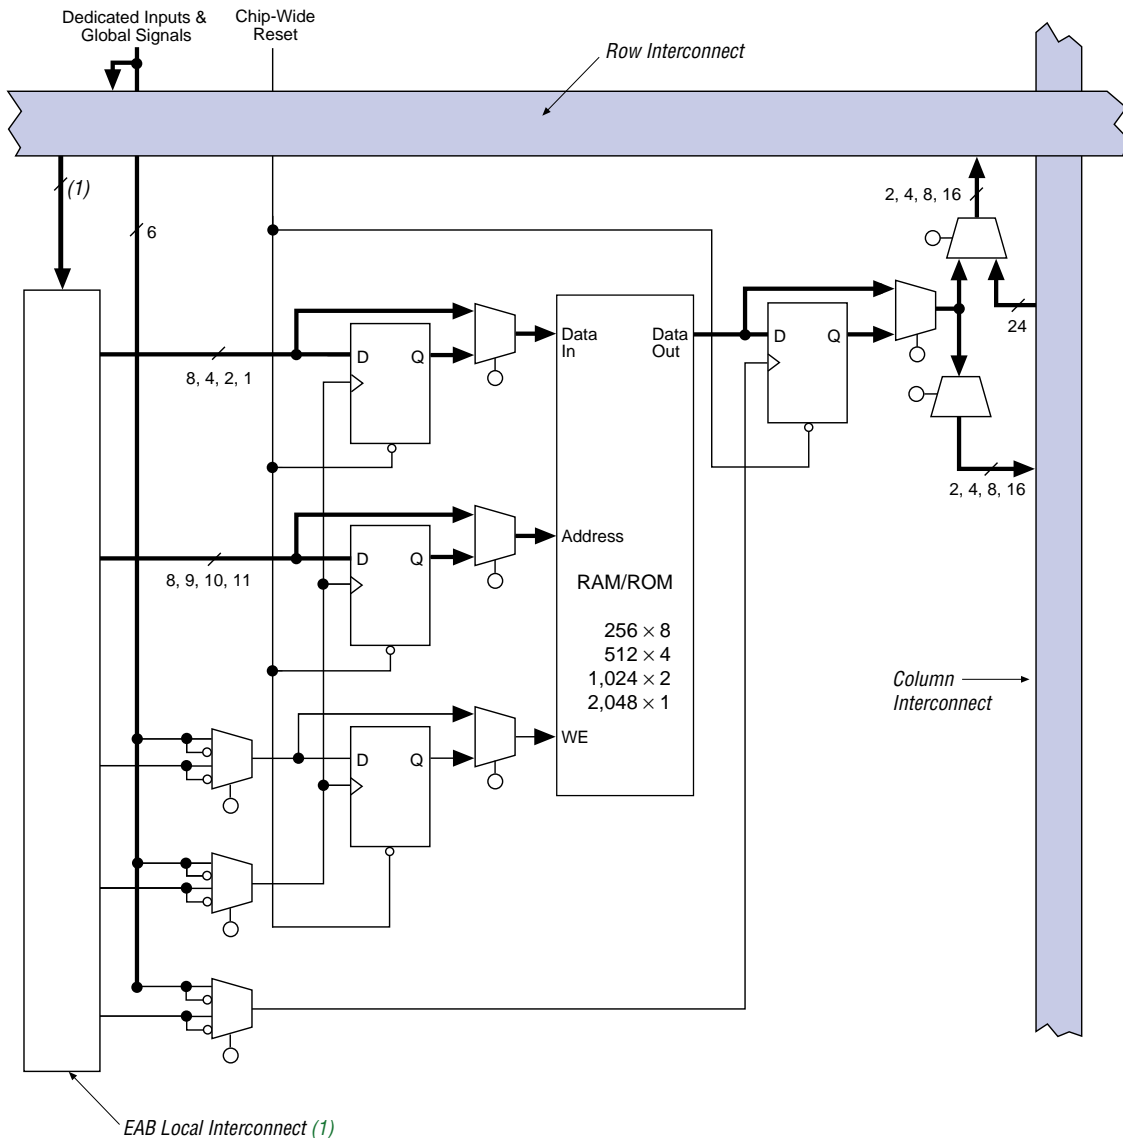 Dedicated Inputs &
Global Signals
Chip-Wide
Reset
Row Interconnect
(1)
6
2, 4, 8, 16
24
D
Q
8, 4, 2, 1
Data
In
Data
Out
D
Q
2, 4, 8, 16
D
Q
8, 9, 10, 11
Address
RAM/ROM
256 × 8
512 × 4
1,024 × 2
2,048 × 1
Column
Interconnect
D
Q
WE
EAB Local Interconnect (1)